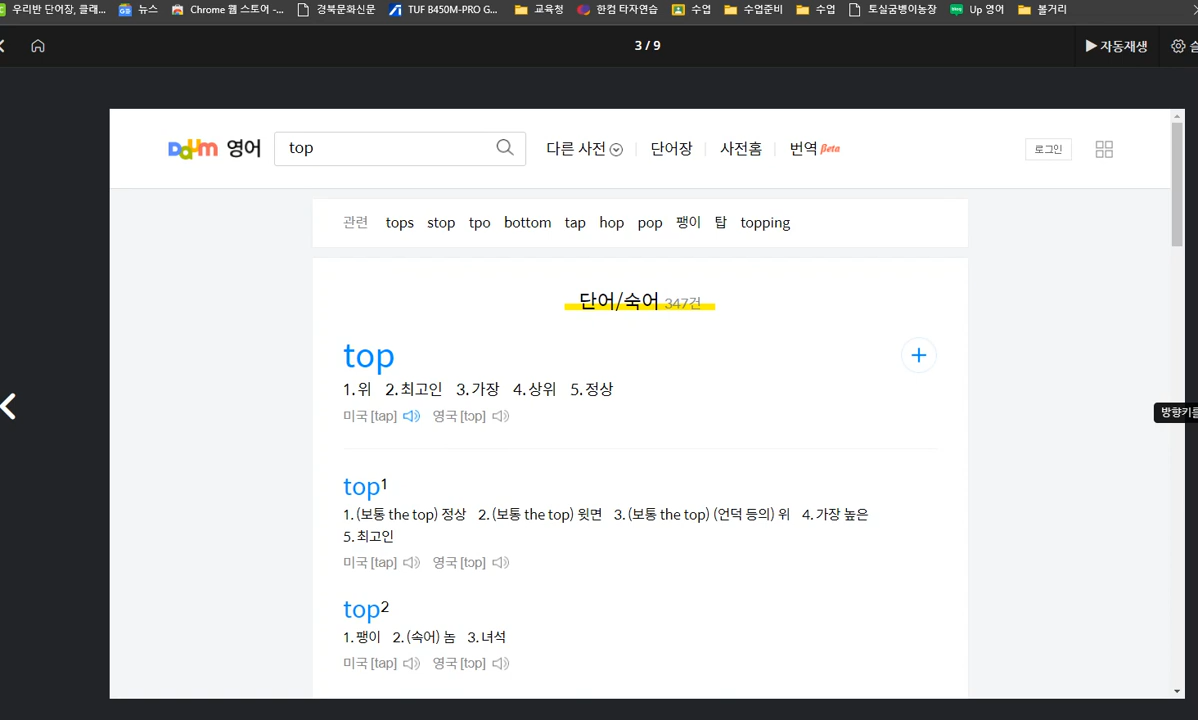 우리반 단어장, 클래... 뉴스 Chrome 웹 스토어 -... 경북문화신문 TUF B450M-PRO G... 교육청 한컴 타자연습 수업 수업준비 수업 토실굼벵이농장 Up 영어 볼거리
3 / 9 자동재생
Daum 영어 top 다른 사전 단어장 사전홈 번역 Beta 로그인
관련 tops stop tpo bottom tap hop pop 팽이 탑 topping
단어/숙어 347건
top
1.위 2.최고인 3.가장 4.상위 5.정상
미국 [tap] 영국 [tɔp]
방향키를
top1
1.(보통 the top) 정상 2.(보통 the top) 윗면 3.(보통 the top) (언덕 등의) 위 4.가장 높은
5.최고인
미국 [tap] 영국 [tɔp]
top2
1.팽이 2.(속어) 놈 3.녀석
미국 [tap] 영국 [tɔp]